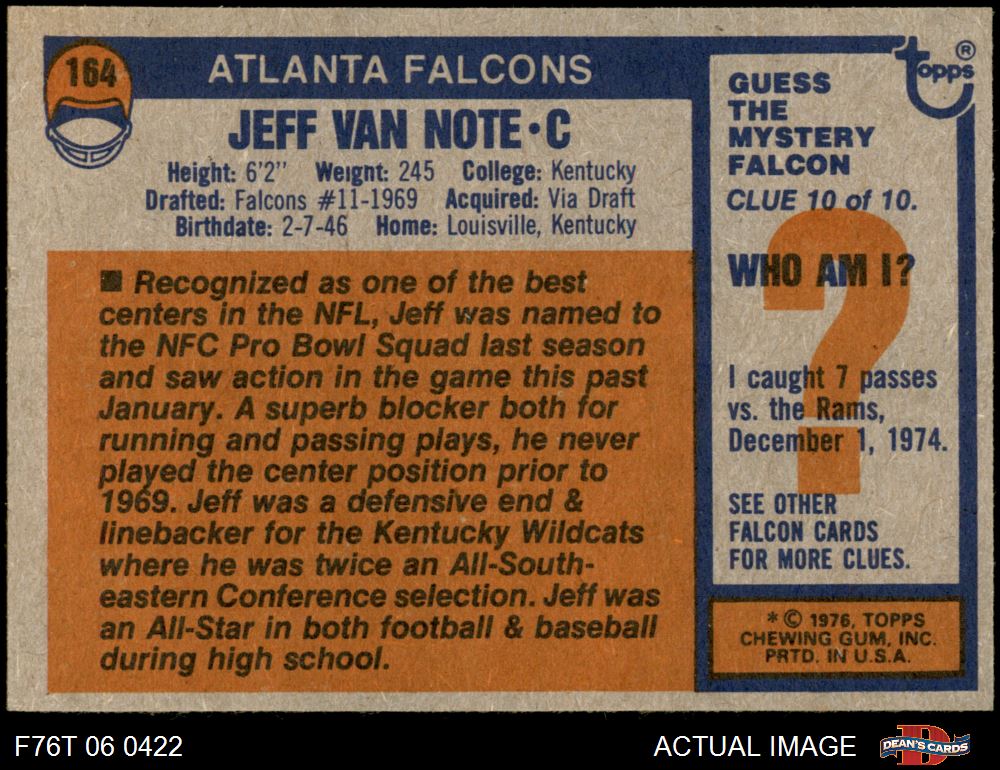 164
ATLANTA FALCONS
JEFF VAN NOTE·C
Height: 6'2" Weignt: 245 College: Kentucky
Drafted: Falcons #11-1969 Acquired: Via Draft
Birthdate: 2-7-46 Home: Louisville, Kentucky
■ Recognized as one of the best
centers in the NFL, Jeff was named to
the NFC Pro Bowl Squad last season
and saw action in the game this past
January. A superb blocker both for
running and passing plays, he never
played the center position prior to
1969. Jeff was a defensive end &
linebacker for the Kentucky Wildcats
where he was twice an All-South-
eastern Conference selection. Jeff was
an All-Star in both football & baseball
during high school.
topps ®
GUESS
THE
MYSTERY
FALCON
CLUE 10 of 10.
WHO AM I?
?
I caught 7 passes
vs. the Rams,
December 1, 1974.
SEE OTHER
FALCON CARDS
FOR MORE CLUES.
* © 1976, TOPPS
CHEWING GUM, INC.
PRTD. IN U.S.A.
F76T 06 0422
ACTUAL IMAGE
D
DEAN'S CARDS